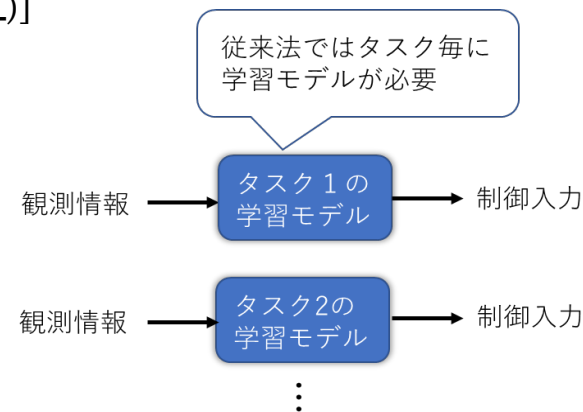 )]
従来法ではタスク毎に
学習モデルが必要
観測情報
タスク１の
学習モデル
制御入力
観測情報
タスク2の
学習モデル
制御入力
⋮